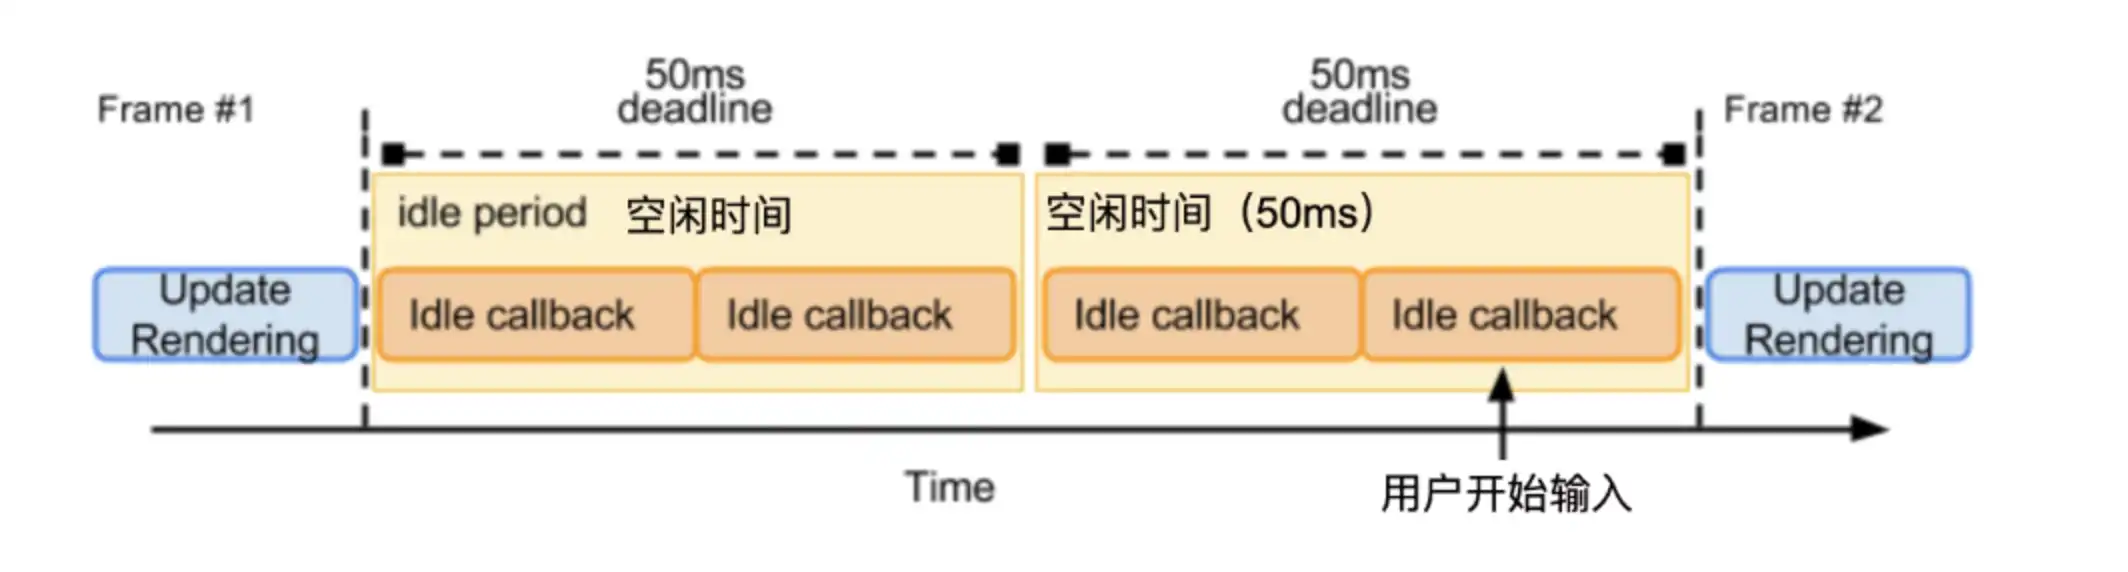 50ms
deadline
50ms
deadline
Frame #1
Frame #2
idle period 空闲时间
空闲时间（50ms）
Update
Rendering
Idle callback
Idle callback
Idle callback
Idle callback
Update
Rendering
Time
用户开始输入